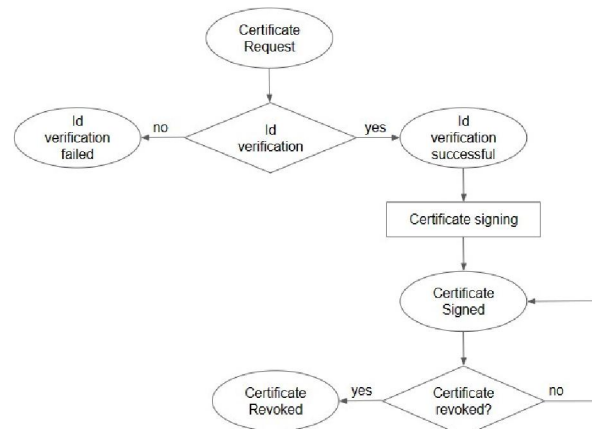 Certificate
Request
Id
verification
failed
no
Id
verification
yes
Id
verification
successful
Certificate signing
Certificate
Signed
Certificate
Revoked
yes
Certificate
revoked?
no